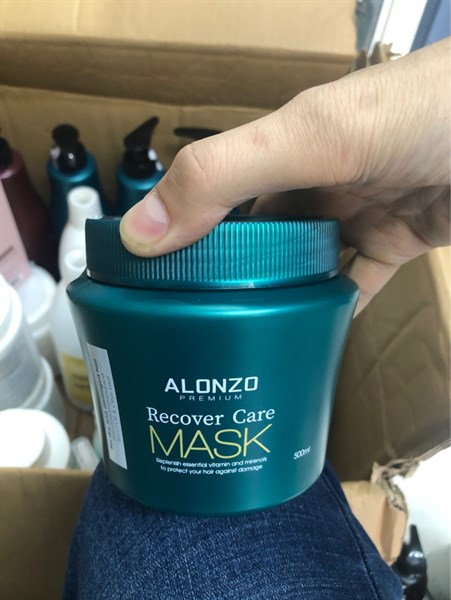 ALONZO
PREMIUM
Recover Care
MASK
Replenish essential vitamin and minerals
to protect your hair against damage
500ml